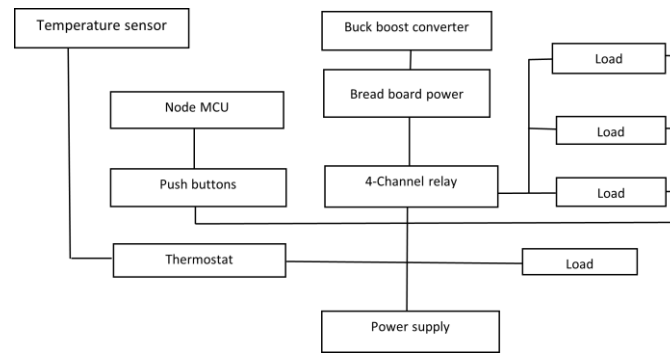 Temperature sensor
Buck boost converter
Load
Bread board power
Node MCU
Load
Push buttons
4-Channel relay
Load
Thermostat
Load
Power supply